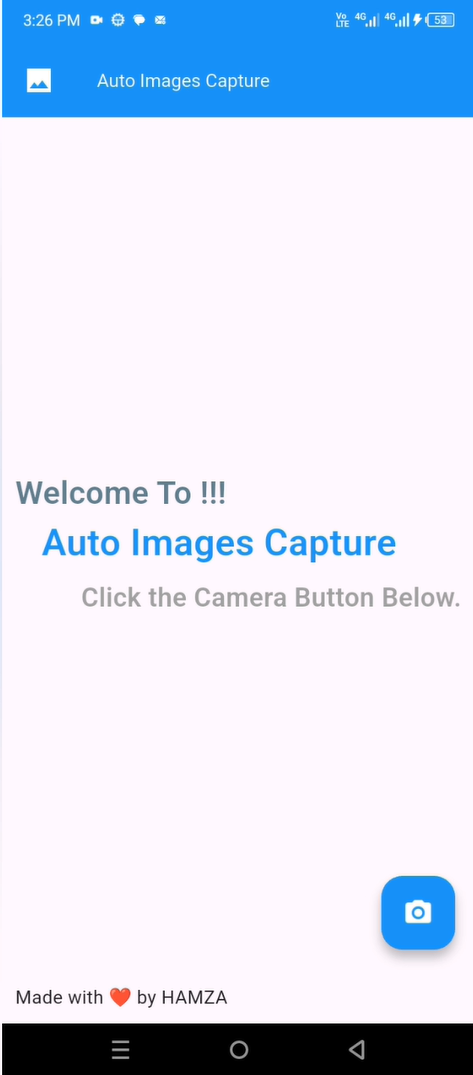 3:26 PM Vo LTE 4G 4G 53
Auto Images Capture
Welcome To !!!
Auto Images Capture
Click the Camera Button Below.
Made with ❤️ by HAMZA